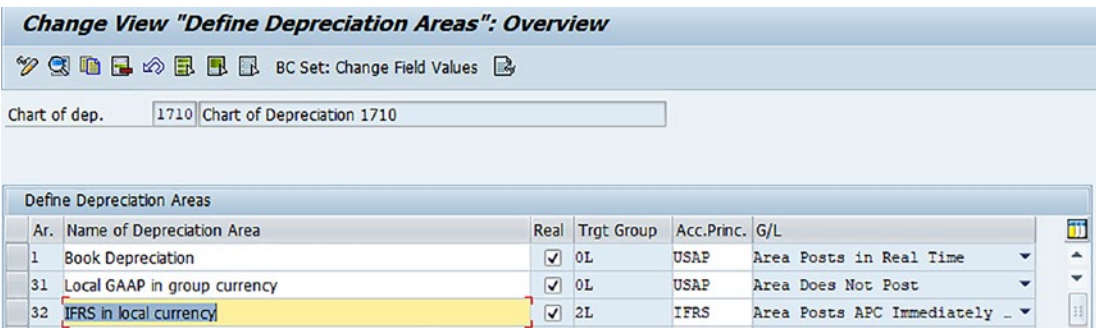 Change View "Define Depreciation Areas": Overview
BC Set: Change Field Values
Chart of dep. 1710 Chart of Depreciation 1710
Define Depreciation Areas
Ar. Name of Depreciation Area Real Trgt Group Acc.Princ. G/L
1 Book Depreciation 0L USAP Area Posts in Real Time
31 Local GAAP in group currency 0L USAP Area Does Not Post
32 IFRS in local currency 2L IFRS Area Posts APC Immediately …